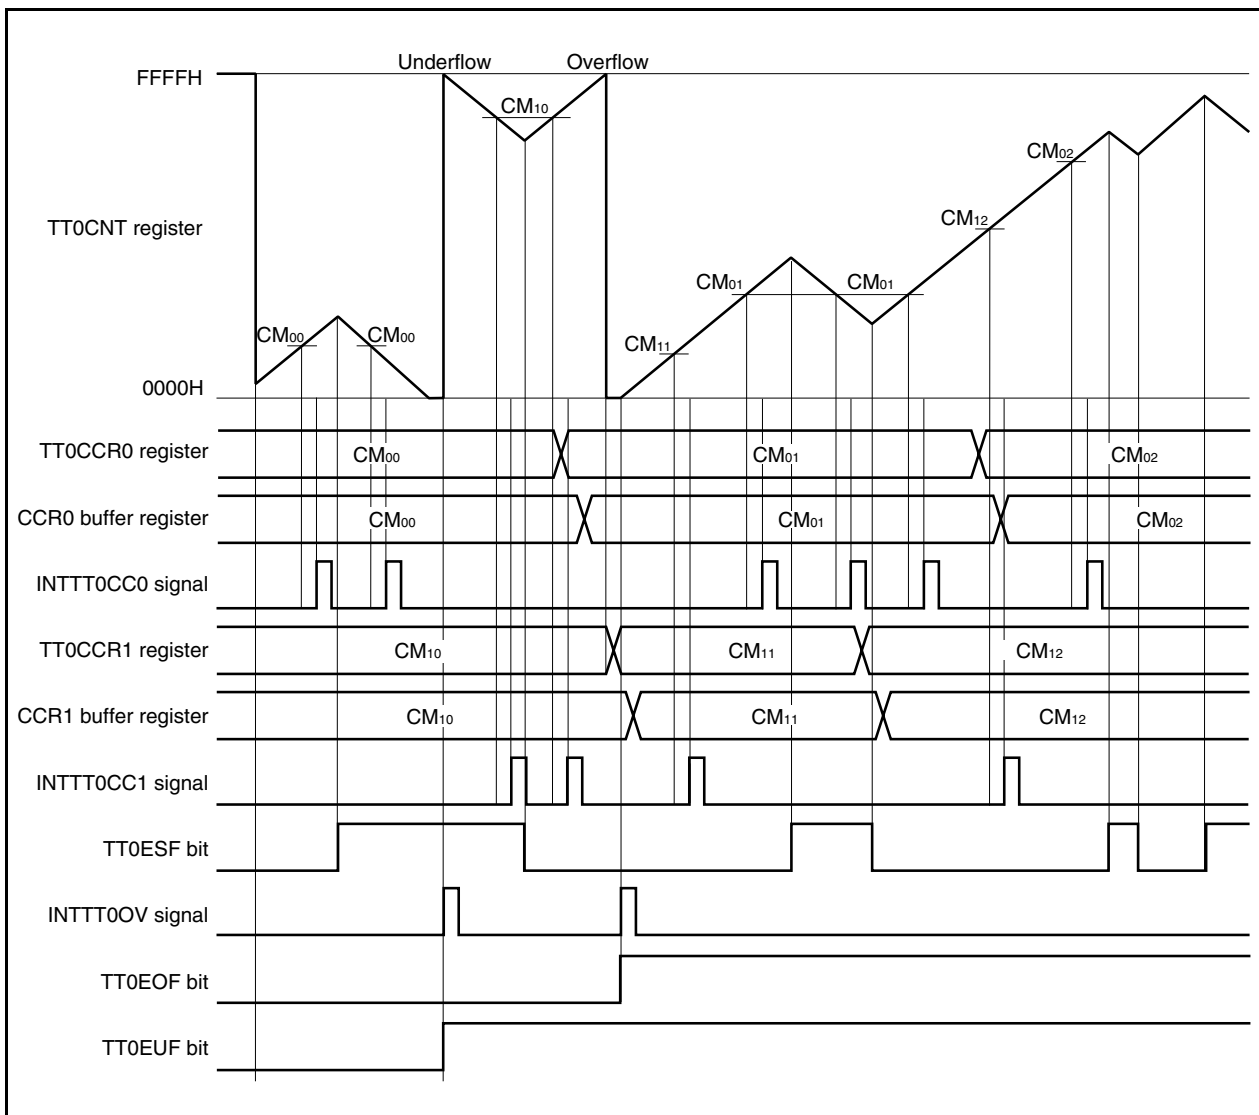 Underflow Overflow
FFFFH
CM10
CM02
TT0CNT register
CM12
CM01 CM01
CM00 CM00
CM11
0000H
TT0CCR0 register CM00 CM01 CM02
CCR0 buffer register CM00 CM01 CM02
INTTT0CC0 signal
TT0CCR1 register CM10 CM11 CM12
CCR1 buffer register CM10 CM11 CM12
INTTT0CC1 signal
TT0ESF bit
INTTT0OV signal
TT0EOF bit
TT0EUF bit